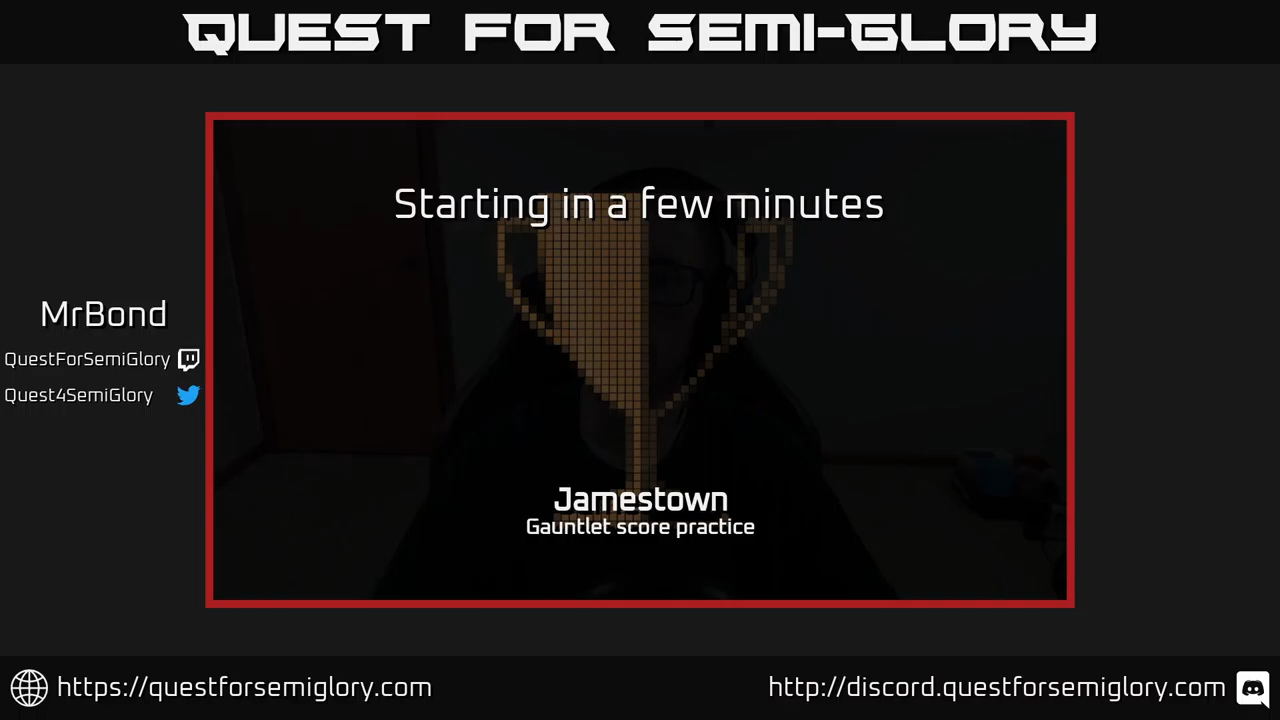 QUEST FOR SEMI-GLORY
Starting in a few minutes
MrBond
QuestForSemiGlory
Quest4SemiGlory
Jamestown
Gauntlet score practice
https://questforsemiglory.com
http://discord.questforsemiglory.com